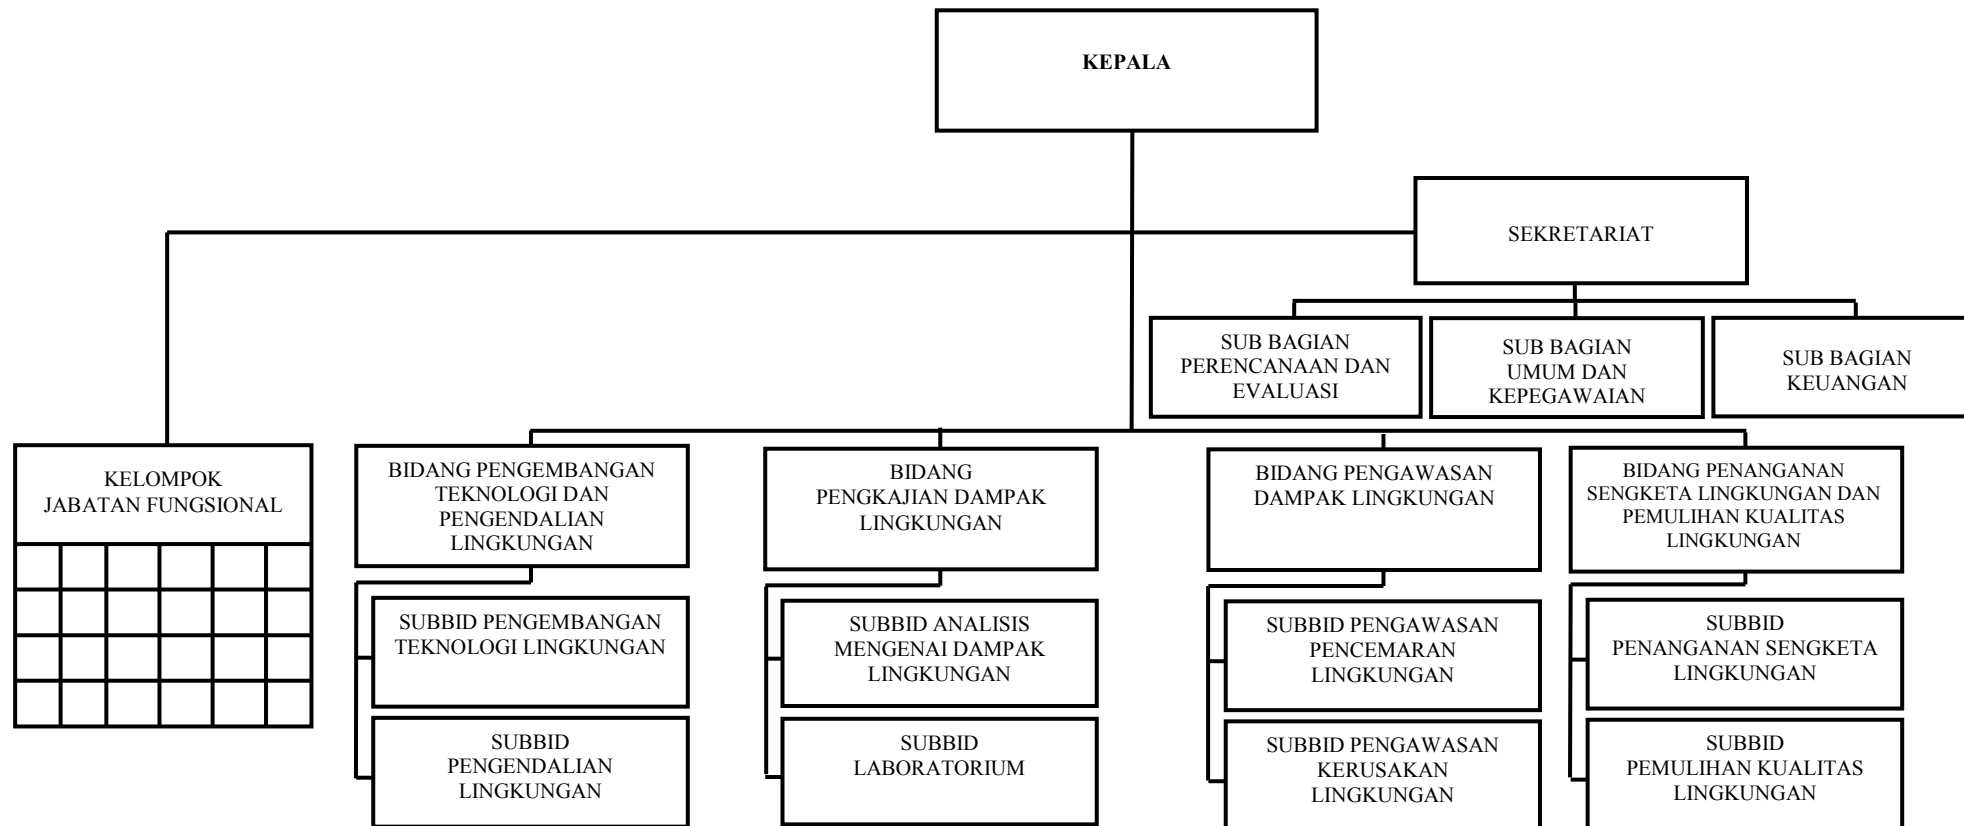 KEPALA
SEKRETARIAT
SUB BAGIAN
PERENCANAAN DAN
EVALUASI
SUB BAGIAN
UMUM DAN
KEPEGAWAIAN
SUB BAGIAN
KEUANGAN
KELOMPOK
JABATAN FUNGSIONAL
BIDANG PENGEMBANGAN
TEKNOLOGI DAN
PENGENDALIAN
LINGKUNGAN
BIDANG
PENGKAJIAN DAMPAK
LINGKUNGAN
BIDANG PENGAWASAN
DAMPAK LINGKUNGAN
BIDANG PENANGANAN
SENGKETA LINGKUNGAN DAN
PEMULIHAN KUALITAS
LINGKUNGAN
SUBBID PENGEMBANGAN
TEKNOLOGI LINGKUNGAN
SUBBID ANALISIS
MENGENAI DAMPAK
LINGKUNGAN
SUBBID PENGAWASAN
PENCEMARAN
LINGKUNGAN
SUBBID
PENANGANAN SENGKETA
LINGKUNGAN
SUBBID
PENGENDALIAN
LINGKUNGAN
SUBBID
LABORATORIUM
SUBBID PENGAWASAN
KERUSAKAN
LINGKUNGAN
SUBBID
PEMULIHAN KUALITAS
LINGKUNGAN